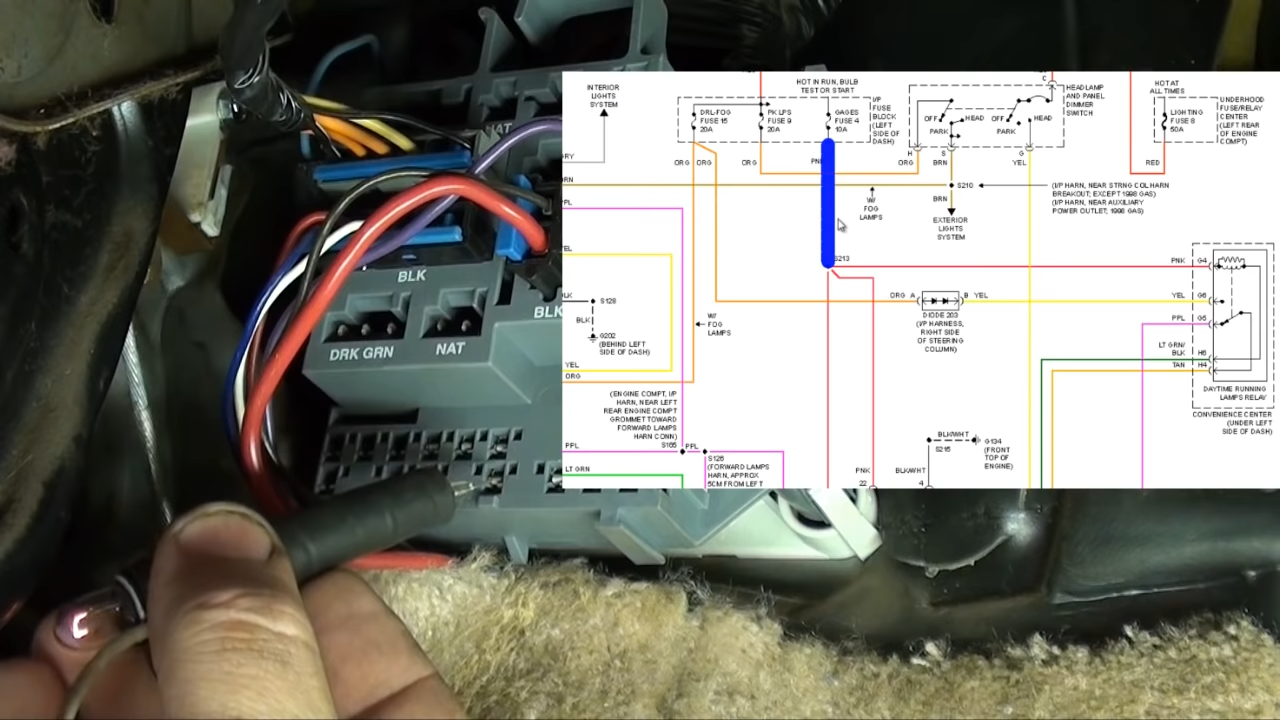 NAT
BLK
DRK GRN
NAT
BLK
INTERIOR
LIGHTS
SYSTEM
HOT IN RUN, BULB
TEST OR START
DRL-FOG
FUSE 15
20A
PK LPS
FUSE 9
20A
GAGES
FUSE 4
10A
I/P
FUSE
BLOCK
(LEFT
SIDE OF
DASH)
C
OFF
PARK
HEAD
OFF
PARK
HEAD
HEADLAMP
AND PANEL
DIMMER
SWITCH
HOT AT
ALL TIMES
LIGHTING
FUSE 8
50A
UNDERHOOD
FUSE/RELAY
CENTER
(LEFT REAR
OF ENGINE
COMPT)
H S G
GRY
ORG ORG ORG PNK ORG BRN YEL RED
BRN
S210
(I/P HARN, NEAR STRNG COL HARN
BREAKOUT; EXCEPT 1998 GAS)
(I/P HARN, NEAR AUXILIARY
POWER OUTLET; 1998 GAS)
W/
FOG
LAMPS
BRN
EXTERIOR
LIGHTS
SYSTEM
PPL
YEL
S213
PNK G4
BLK S128
BLK
G202
(BEHIND LEFT
SIDE OF DASH)
W/
FOG
LAMPS
ORG A B YEL
DIODE 203
(I/P HARNESS,
RIGHT SIDE
OF STEERING
COLUMN)
YEL G6
PPL G5
LT GRN/
BLK H6
TAN H4
DAYTIME RUNNING
LAMPS RELAY
CONVENIENCE CENTER
(UNDER LEFT
SIDE OF DASH)
YEL
ORG
(ENGINE COMPT, I/P
HARN, NEAR LEFT
REAR ENGINE COMPT
GROMMET TOWARD
FORWARD LAMPS
HARN CONN)
S165
PPL
PPL
S126
(FORWARD LAMPS
HARN, APPROX
5CM FROM LEFT
LT GRN
BLK/WHT
S215
G134
(FRONT
TOP OF
ENGINE)
PNK
22
BLK/WHT
4